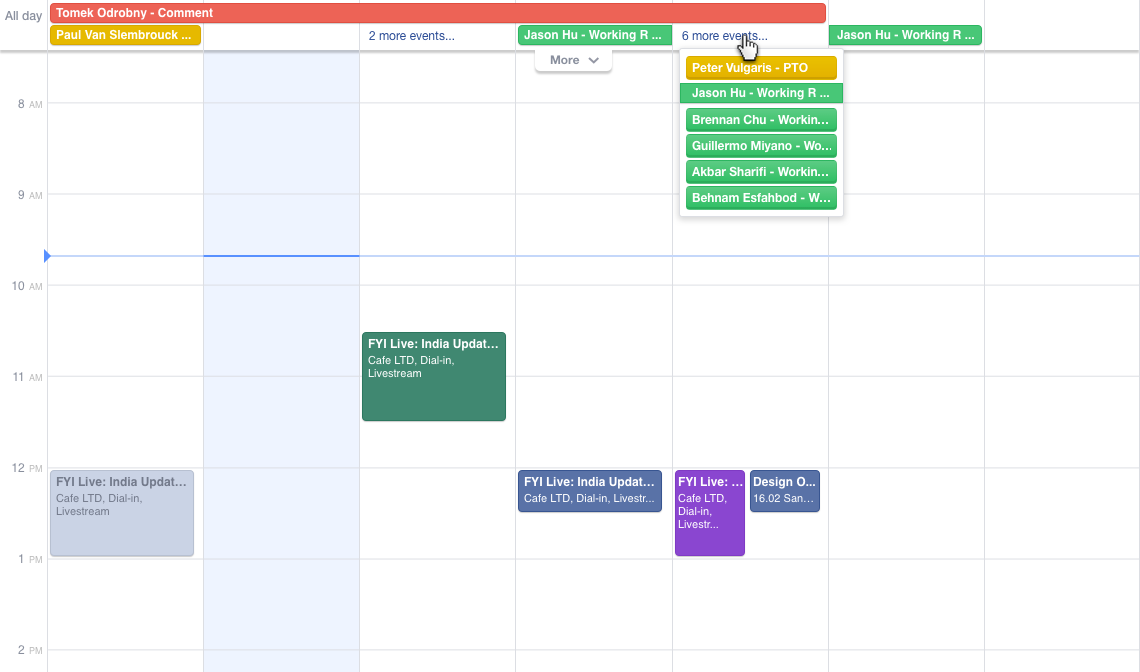 All day
Tomek Odrobny - Comment
Paul Van Slembrouck ...
2 more events...
Jason Hu - Working R ...
6 more events...
Jason Hu - Working R ...
More
Peter Vulgaris - PTO
Jason Hu - Working R ...
Brennan Chu - Workin...
Guillermo Miyano - Wo...
Akbar Sharifi - Workin...
Behnam Esfahbod - W...
8 AM
9 AM
10 AM
FYI Live: India Updat...
Cafe LTD, Dial-in,
Livestream
11 AM
12 PM
FYI Live: India Updat...
Cafe LTD, Dial-in,
Livestream
FYI Live: India Updat...
Cafe LTD, Dial-in, Livestr...
FYI Live: ...
Cafe LTD,
Dial-in,
Livestr...
Design O...
16.02 San...
1 PM
2 PM